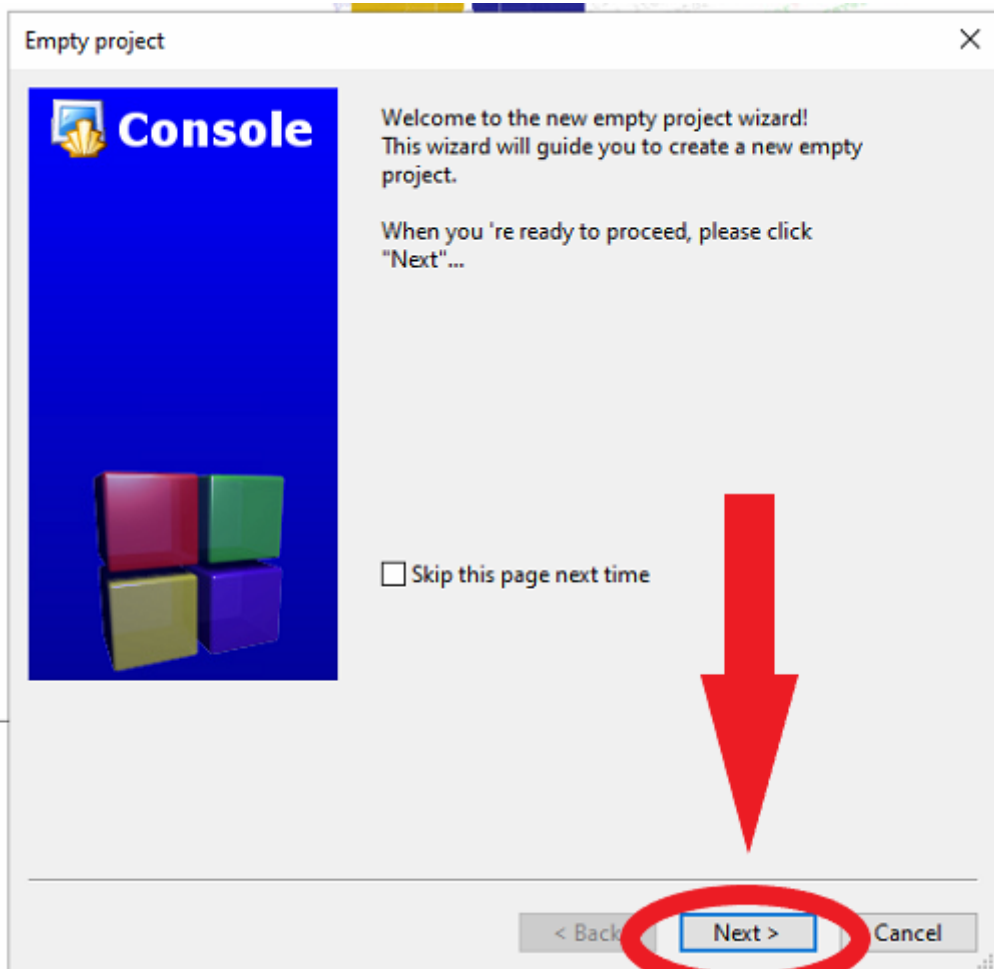 Empty project
Console
Welcome to the new empty project wizard!
This wizard will guide you to create a new empty
project.
When you 're ready to proceed, please click
"Next"...
Skip this page next time
< Back
Next >
Cancel